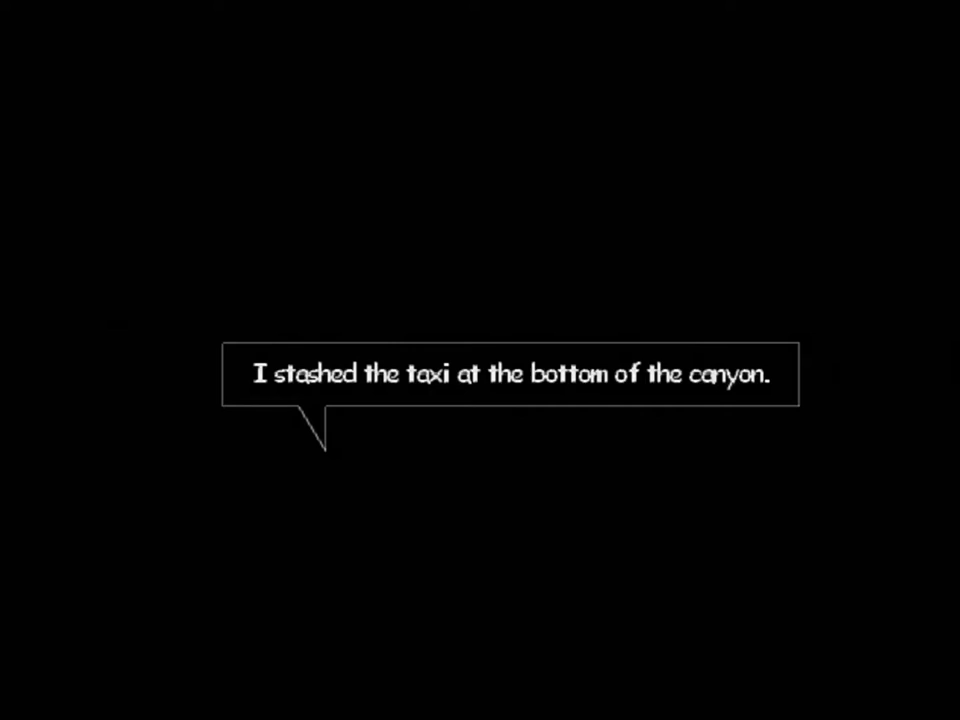 I stashed the taxi at the bottom of the canyon.